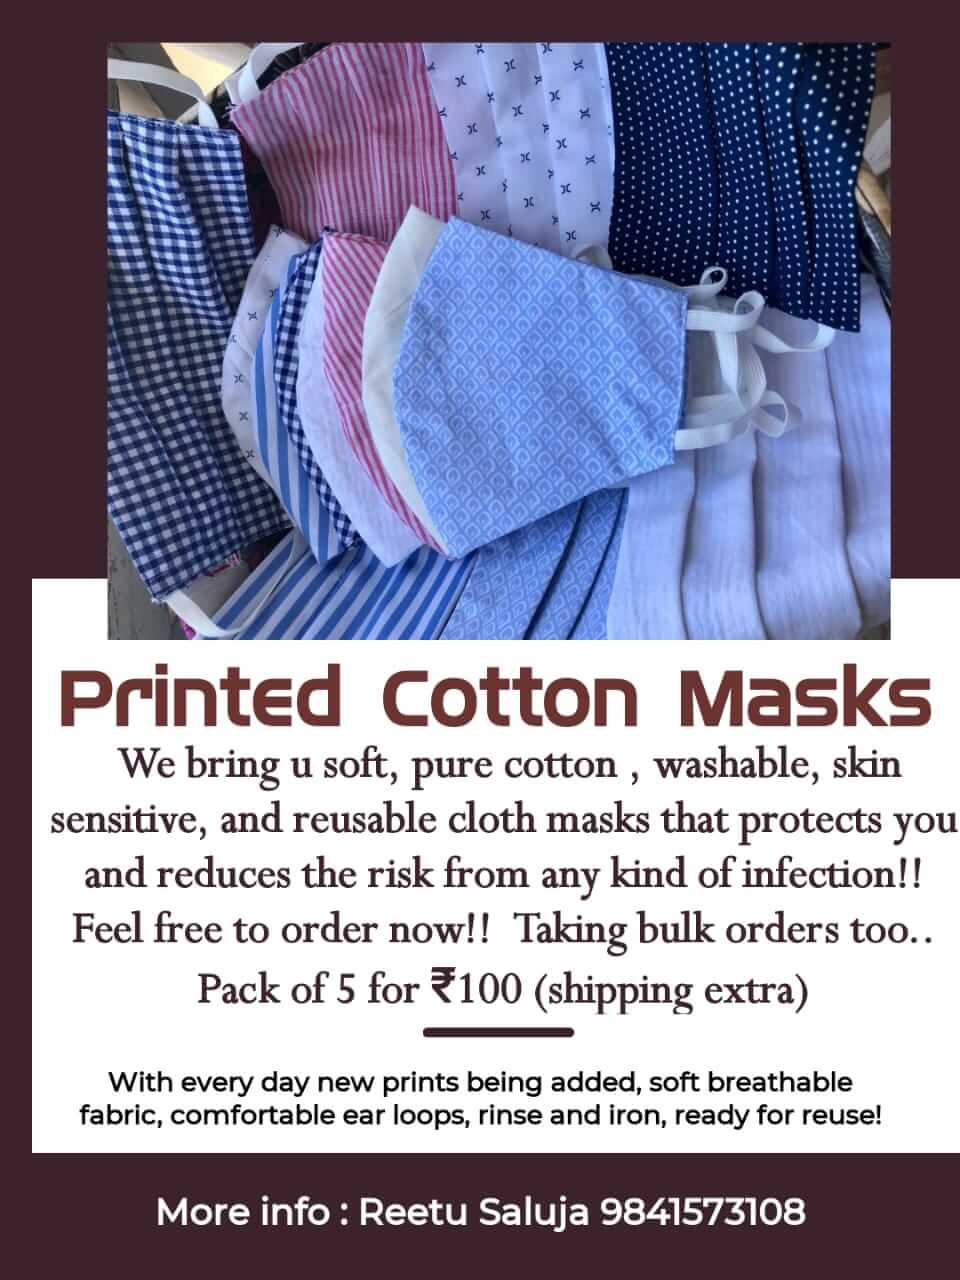 Printed Cotton Masks
We bring u soft, pure cotton , washable, skin
sensitive, and reusable cloth masks that protects you
and reduces the risk from any kind of infection!!
Feel free to order now!! Taking bulk orders too..
Pack of 5 for ₹100 (shipping extra)
With every day new prints being added, soft breathable
fabric, comfortable ear loops, rinse and iron, ready for reuse!
More info : Reetu Saluja 9841573108